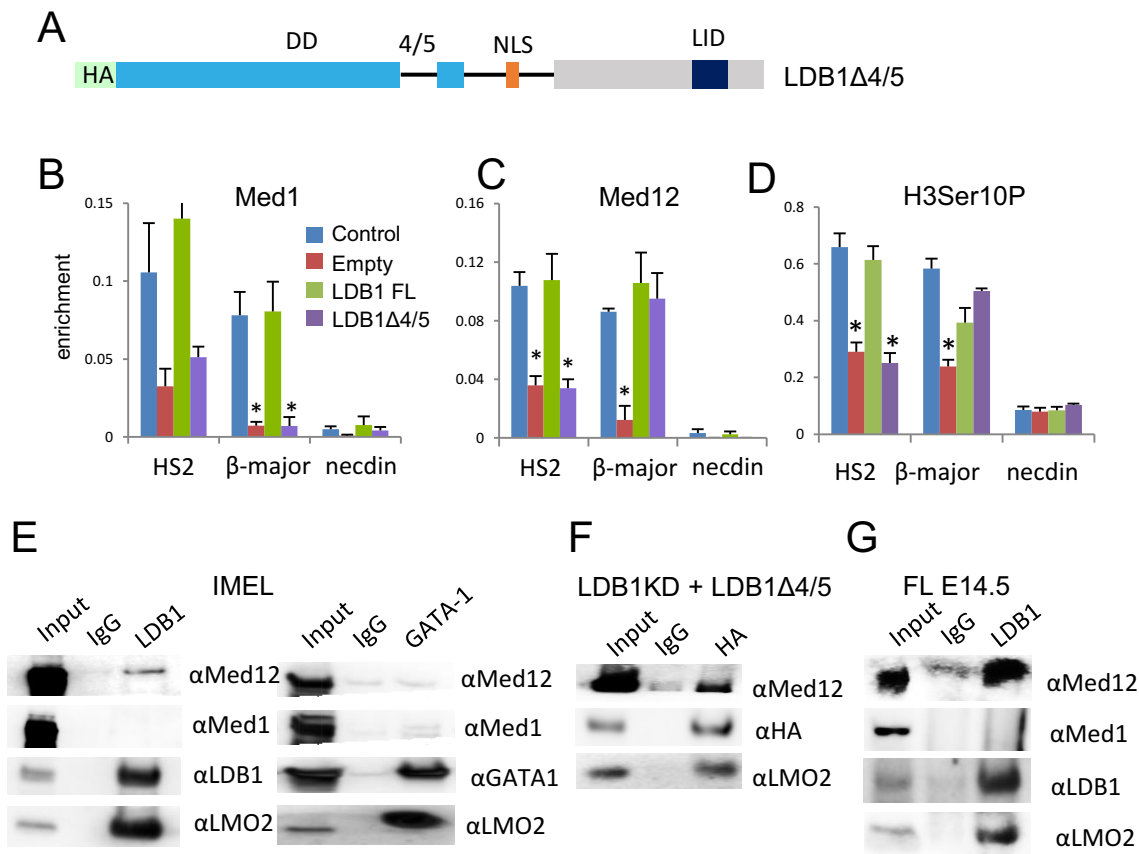 A
HA
DD
4/5
NLS
LID
LDB1Δ4/5
B
Med1
enrichment
0.15
0.1
0.05
0
Control
Empty
LDB1 FL
LDB1Δ4/5
*
*
HS2
β-major
necdin
C
Med12
0.16
0.12
0.08
0.04
0
*
*
*
HS2
β-major
necdin
D
H3Ser10P
0.8
0.6
0.4
0.2
0
*
*
*
HS2
β-major
necdin
E
IMEL
Input
IgG
LDB1
αMed12
αMed1
αLDB1
αLMO2
Input
IgG
GATA-1
αMed12
αMed1
αGATA1
αLMO2
F
LDB1KD + LDB1Δ4/5
Input
IgG
HA
αMed12
αHA
αLMO2
G
FL E14.5
Input
IgG
LDB1
αMed12
αMed1
αLDB1
αLMO2